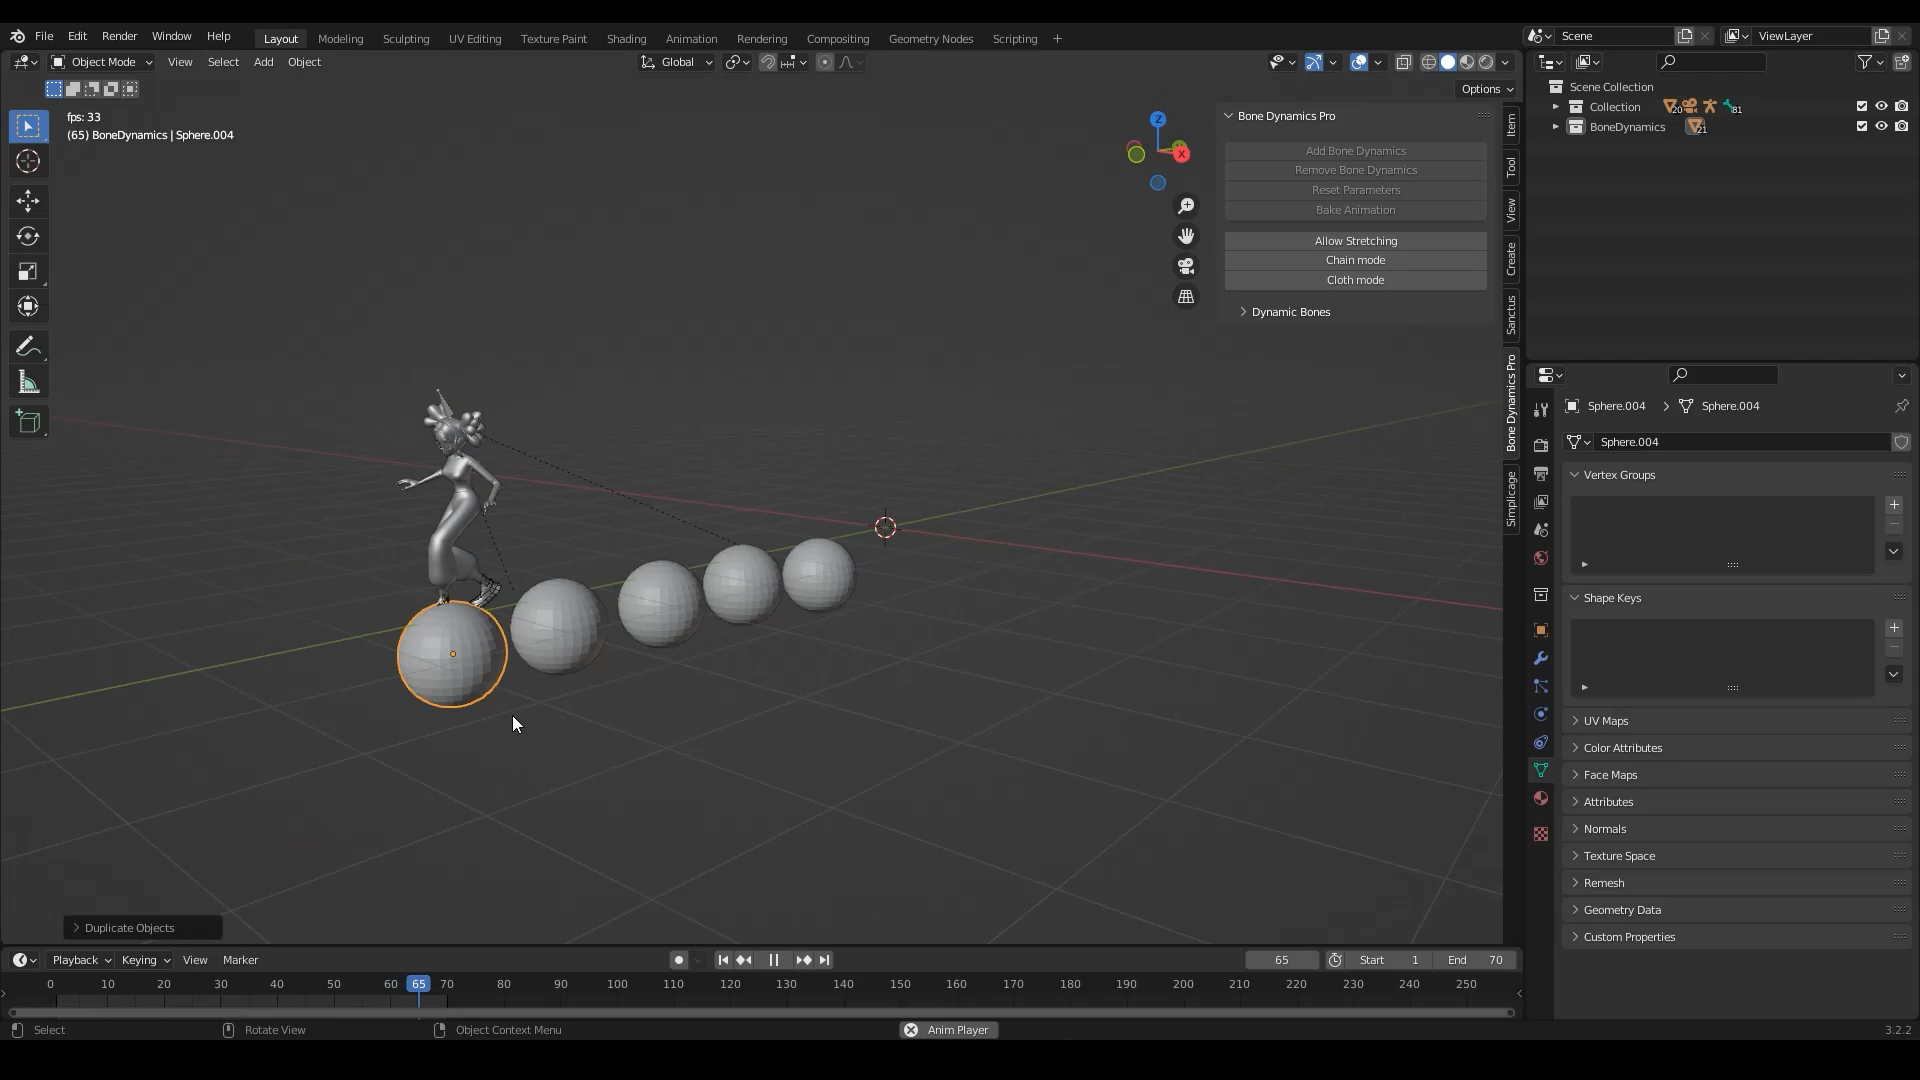 File Edit Render Window Help Layout Modeling Sculpting UV Editing Texture Paint Shading Animation Rendering Compositing Geometry Nodes Scripting + Scene ViewLayer
Object Mode View Select Add Object Global
Options
fps: 33
(65) BoneDynamics | Sphere.004
Z
X
Bone Dynamics Pro
Add Bone Dynamics
Remove Bone Dynamics
Reset Parameters
Bake Animation
Allow Stretching
Chain mode
Cloth mode
Dynamic Bones
Item
Tool
View
Create
Sanctus
Bone Dynamics Pro
Simplicage
Scene Collection
Collection 20 81
BoneDynamics 21
Sphere.004 Sphere.004
Sphere.004
Vertex Groups
Shape Keys
UV Maps
Color Attributes
Face Maps
Attributes
Normals
Texture Space
Remesh
Geometry Data
Custom Properties
Duplicate Objects
Playback Keying View Marker 65 Start 1 End 70
0 10 20 30 40 50 60 65 70 80 90 100 110 120 130 140 150 160 170 180 190 200 210 220 230 240 250
Select Rotate View Object Context Menu Anim Player 3.2.2